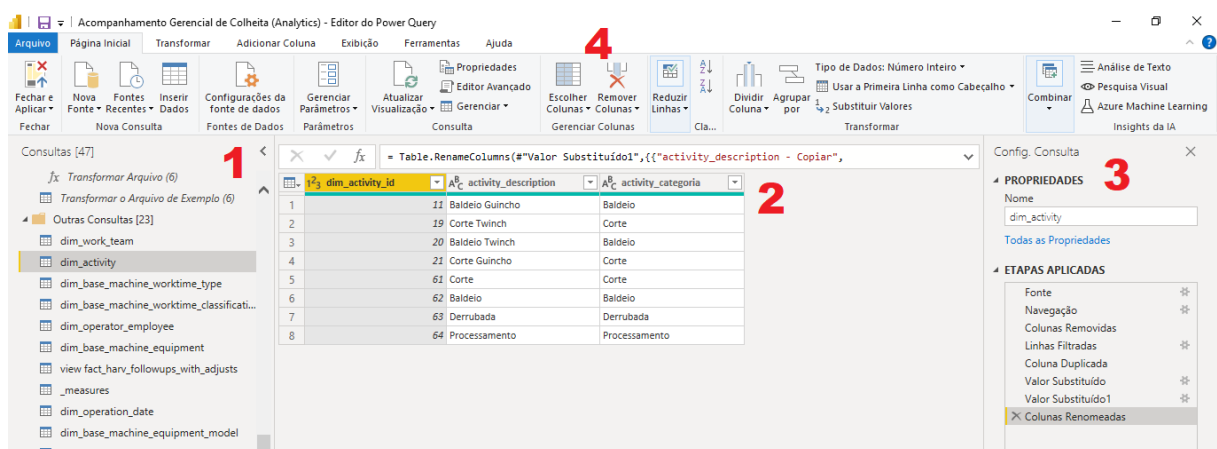 Acompanhamento Gerencial de Colheita (Analytics) - Editor do Power Query
Arquivo Página Inicial Transformar Adicionar Coluna Exibição Ferramentas Ajuda
4
Fechar e Aplicar
Nova Fonte
Fontes Recentes
Inserir Dados
Configurações da fonte de dados
Gerenciar Parâmetros
Atualizar Visualização
Propriedades
Editor Avançado
Gerenciar
Escolher Colunas
Remover Colunas
Reduzir Linhas
Dividir Coluna
Agrupar por
Tipo de Dados: Número Inteiro
Usar a Primeira Linha como Cabeçalho
Substituir Valores
Combinar
Análise de Texto
Pesquisa Visual
Azure Machine Learning
Fechar Nova Consulta Fontes de Dados Parâmetros Consulta Gerenciar Colunas Cla... Transformar Insights da IA
Consultas [47]
1
fx Transformar Arquivo (6)
Transformar o Arquivo de Exemplo (6)
Outras Consultas [23]
dim_work_team
dim_activity
dim_base_machine_worktime_type
dim_base_machine_worktime_classificati...
dim_operator_employee
dim_base_machine_equipment
view fact_harv_followups_with_adjusts
_measures
dim_operation_date
dim_base_machine_equipment_model
fx = Table.RenameColumns(#"Valor Substituído1",{{"activity_description - Copiar",
123 dim_activity_id ABC activity_description ABC activity_categoria
2
1 11 Baldeio Guincho Baldeio
2 19 Corte Twinch Corte
3 20 Baldeio Twinch Baldeio
4 21 Corte Guincho Corte
5 61 Corte Corte
6 62 Baldeio Baldeio
7 63 Derrubada Derrubada
8 64 Processamento Processamento
Config. Consulta
3
PROPRIEDADES
Nome
dim_activity
Todas as Propriedades
ETAPAS APLICADAS
Fonte
Navegação
Colunas Removidas
Linhas Filtradas
Coluna Duplicada
Valor Substituído
Valor Substituído1
Colunas Renomeadas